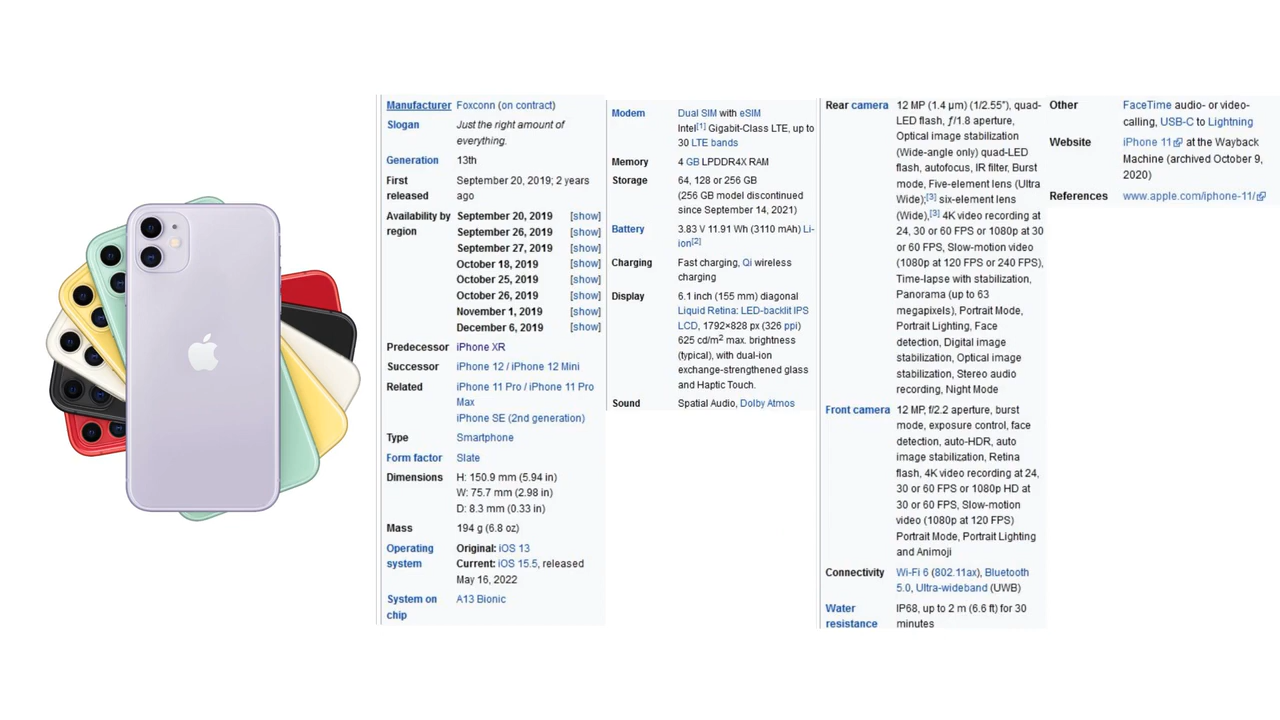 Manufacturer Foxconn (on contract)
Slogan Just the right amount of
everything.
Generation 13th
First September 20, 2019; 2 years
released ago
Availability by September 20, 2019 [show]
region September 26, 2019 [show]
September 27, 2019 [show]
October 18, 2019 [show]
October 25, 2019 [show]
October 26, 2019 [show]
November 1, 2019 [show]
December 6, 2019 [show]
Predecessor iPhone XR
Successor iPhone 12 / iPhone 12 Mini
Related iPhone 11 Pro / iPhone 11 Pro
Max
iPhone SE (2nd generation)
Type Smartphone
Form factor Slate
Dimensions H: 150.9 mm (5.94 in)
W: 75.7 mm (2.98 in)
D: 8.3 mm (0.33 in)
Mass 194 g (6.8 oz)
Operating Original: iOS 13
system Current: iOS 15.5, released
May 16, 2022
System on A13 Bionic
chip
Modem Dual SIM with eSIM
Intel[1] Gigabit-Class LTE, up to
30 LTE bands
Memory 4 GB LPDDR4X RAM
Storage 64, 128 or 256 GB
(256 GB model discontinued
since September 14, 2021)
Battery 3.83 V 11.91 Wh (3110 mAh) Li-
ion[2]
Charging Fast charging, Qi wireless
charging
Display 6.1 inch (155 mm) diagonal
Liquid Retina: LED-backlit IPS
LCD, 1792×828 px (326 ppi)
625 cd/m2 max. brightness
(typical), with dual-ion
exchange-strengthened glass
and Haptic Touch.
Sound Spatial Audio, Dolby Atmos
Rear camera 12 MP (1.4 μm) (1/2.55"), quad-
LED flash, ƒ/1.8 aperture,
Optical image stabilization
(Wide-angle only) quad-LED
flash, autofocus, IR filter, Burst
mode, Five-element lens (Ultra
Wide);[3] six-element lens
(Wide),[3] 4K video recording at
24, 30 or 60 FPS or 1080p at 30
or 60 FPS, Slow-motion video
(1080p at 120 FPS or 240 FPS),
Time-lapse with stabilization,
Panorama (up to 63
megapixels), Portrait Mode,
Portrait Lighting, Face
detection, Digital image
stabilization, Optical image
stabilization, Stereo audio
recording, Night Mode
Front camera 12 MP, f/2.2 aperture, burst
mode, exposure control, face
detection, auto-HDR, auto
image stabilization, Retina
flash, 4K video recording at 24,
30 or 60 FPS or 1080p HD at
30 or 60 FPS, Slow-motion
video (1080p at 120 FPS)
Portrait Mode, Portrait Lighting
and Animoji
Connectivity Wi-Fi 6 (802.11ax), Bluetooth
5.0, Ultra-wideband (UWB)
Water IP68, up to 2 m (6.6 ft) for 30
resistance minutes
Other FaceTime audio- or video-
calling, USB-C to Lightning
Website iPhone 11 at the Wayback
Machine (archived October 9,
2020)
References www.apple.com/iphone-11/